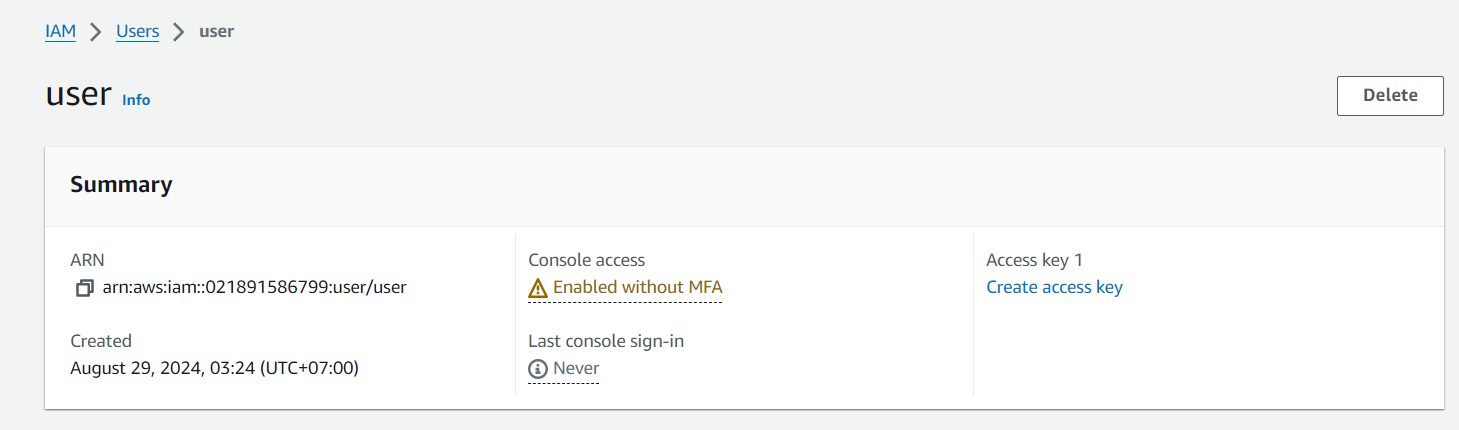 IAM > Users > user
user Info
Delete
Summary
ARN
arn:aws:iam::021891586799:user/user
Created
August 29, 2024, 03:24 (UTC+07:00)
Console access
Enabled without MFA
Last console sign-in
Never
Access key 1
Create access key